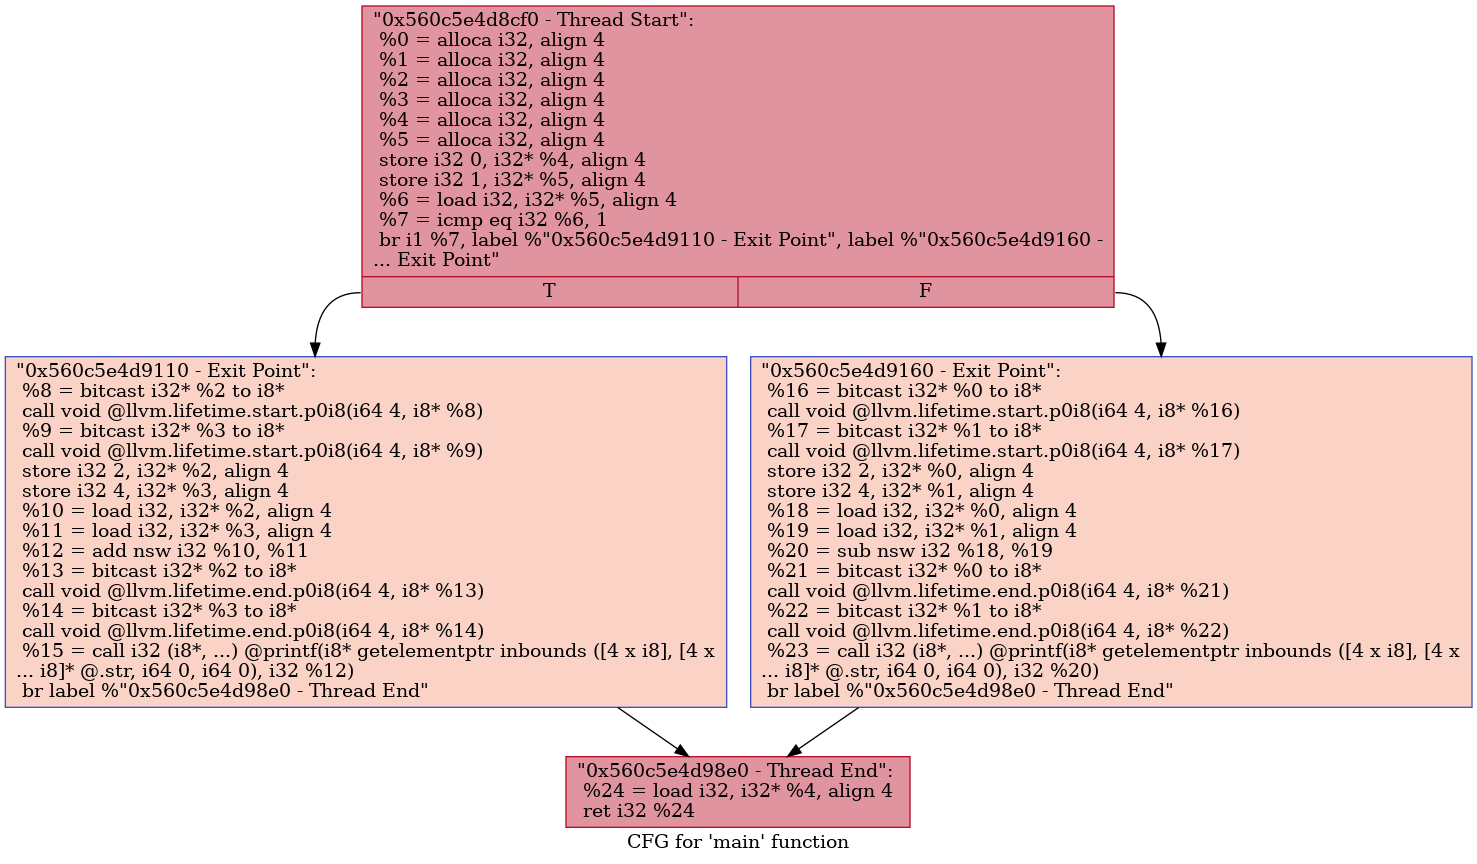 "0x560c5e4d8cf0 - Thread Start":
%0 = alloca i32, align 4
%1 = alloca i32, align 4
%2 = alloca i32, align 4
%3 = alloca i32, align 4
%4 = alloca i32, align 4
%5 = alloca i32, align 4
store i32 0, i32* %4, align 4
store i32 1, i32* %5, align 4
%6 = load i32, i32* %5, align 4
%7 = icmp eq i32 %6, 1
br i1 %7, label %"0x560c5e4d9110 - Exit Point", label %"0x560c5e4d9160 -
... Exit Point"
T
F
"0x560c5e4d9110 - Exit Point":
%8 = bitcast i32* %2 to i8*
call void @llvm.lifetime.start.p0i8(i64 4, i8* %8)
%9 = bitcast i32* %3 to i8*
call void @llvm.lifetime.start.p0i8(i64 4, i8* %9)
store i32 2, i32* %2, align 4
store i32 4, i32* %3, align 4
%10 = load i32, i32* %2, align 4
%11 = load i32, i32* %3, align 4
%12 = add nsw i32 %10, %11
%13 = bitcast i32* %2 to i8*
call void @llvm.lifetime.end.p0i8(i64 4, i8* %13)
%14 = bitcast i32* %3 to i8*
call void @llvm.lifetime.end.p0i8(i64 4, i8* %14)
%15 = call i32 (i8*, ...) @printf(i8* getelementptr inbounds ([4 x i8], [4 x
... i8]* @.str, i64 0, i64 0), i32 %12)
br label %"0x560c5e4d98e0 - Thread End"
"0x560c5e4d9160 - Exit Point":
%16 = bitcast i32* %0 to i8*
call void @llvm.lifetime.start.p0i8(i64 4, i8* %16)
%17 = bitcast i32* %1 to i8*
call void @llvm.lifetime.start.p0i8(i64 4, i8* %17)
store i32 2, i32* %0, align 4
store i32 4, i32* %1, align 4
%18 = load i32, i32* %0, align 4
%19 = load i32, i32* %1, align 4
%20 = sub nsw i32 %18, %19
%21 = bitcast i32* %0 to i8*
call void @llvm.lifetime.end.p0i8(i64 4, i8* %21)
%22 = bitcast i32* %1 to i8*
call void @llvm.lifetime.end.p0i8(i64 4, i8* %22)
%23 = call i32 (i8*, ...) @printf(i8* getelementptr inbounds ([4 x i8], [4 x
... i8]* @.str, i64 0, i64 0), i32 %20)
br label %"0x560c5e4d98e0 - Thread End"
"0x560c5e4d98e0 - Thread End":
%24 = load i32, i32* %4, align 4
ret i32 %24
CFG for 'main' function